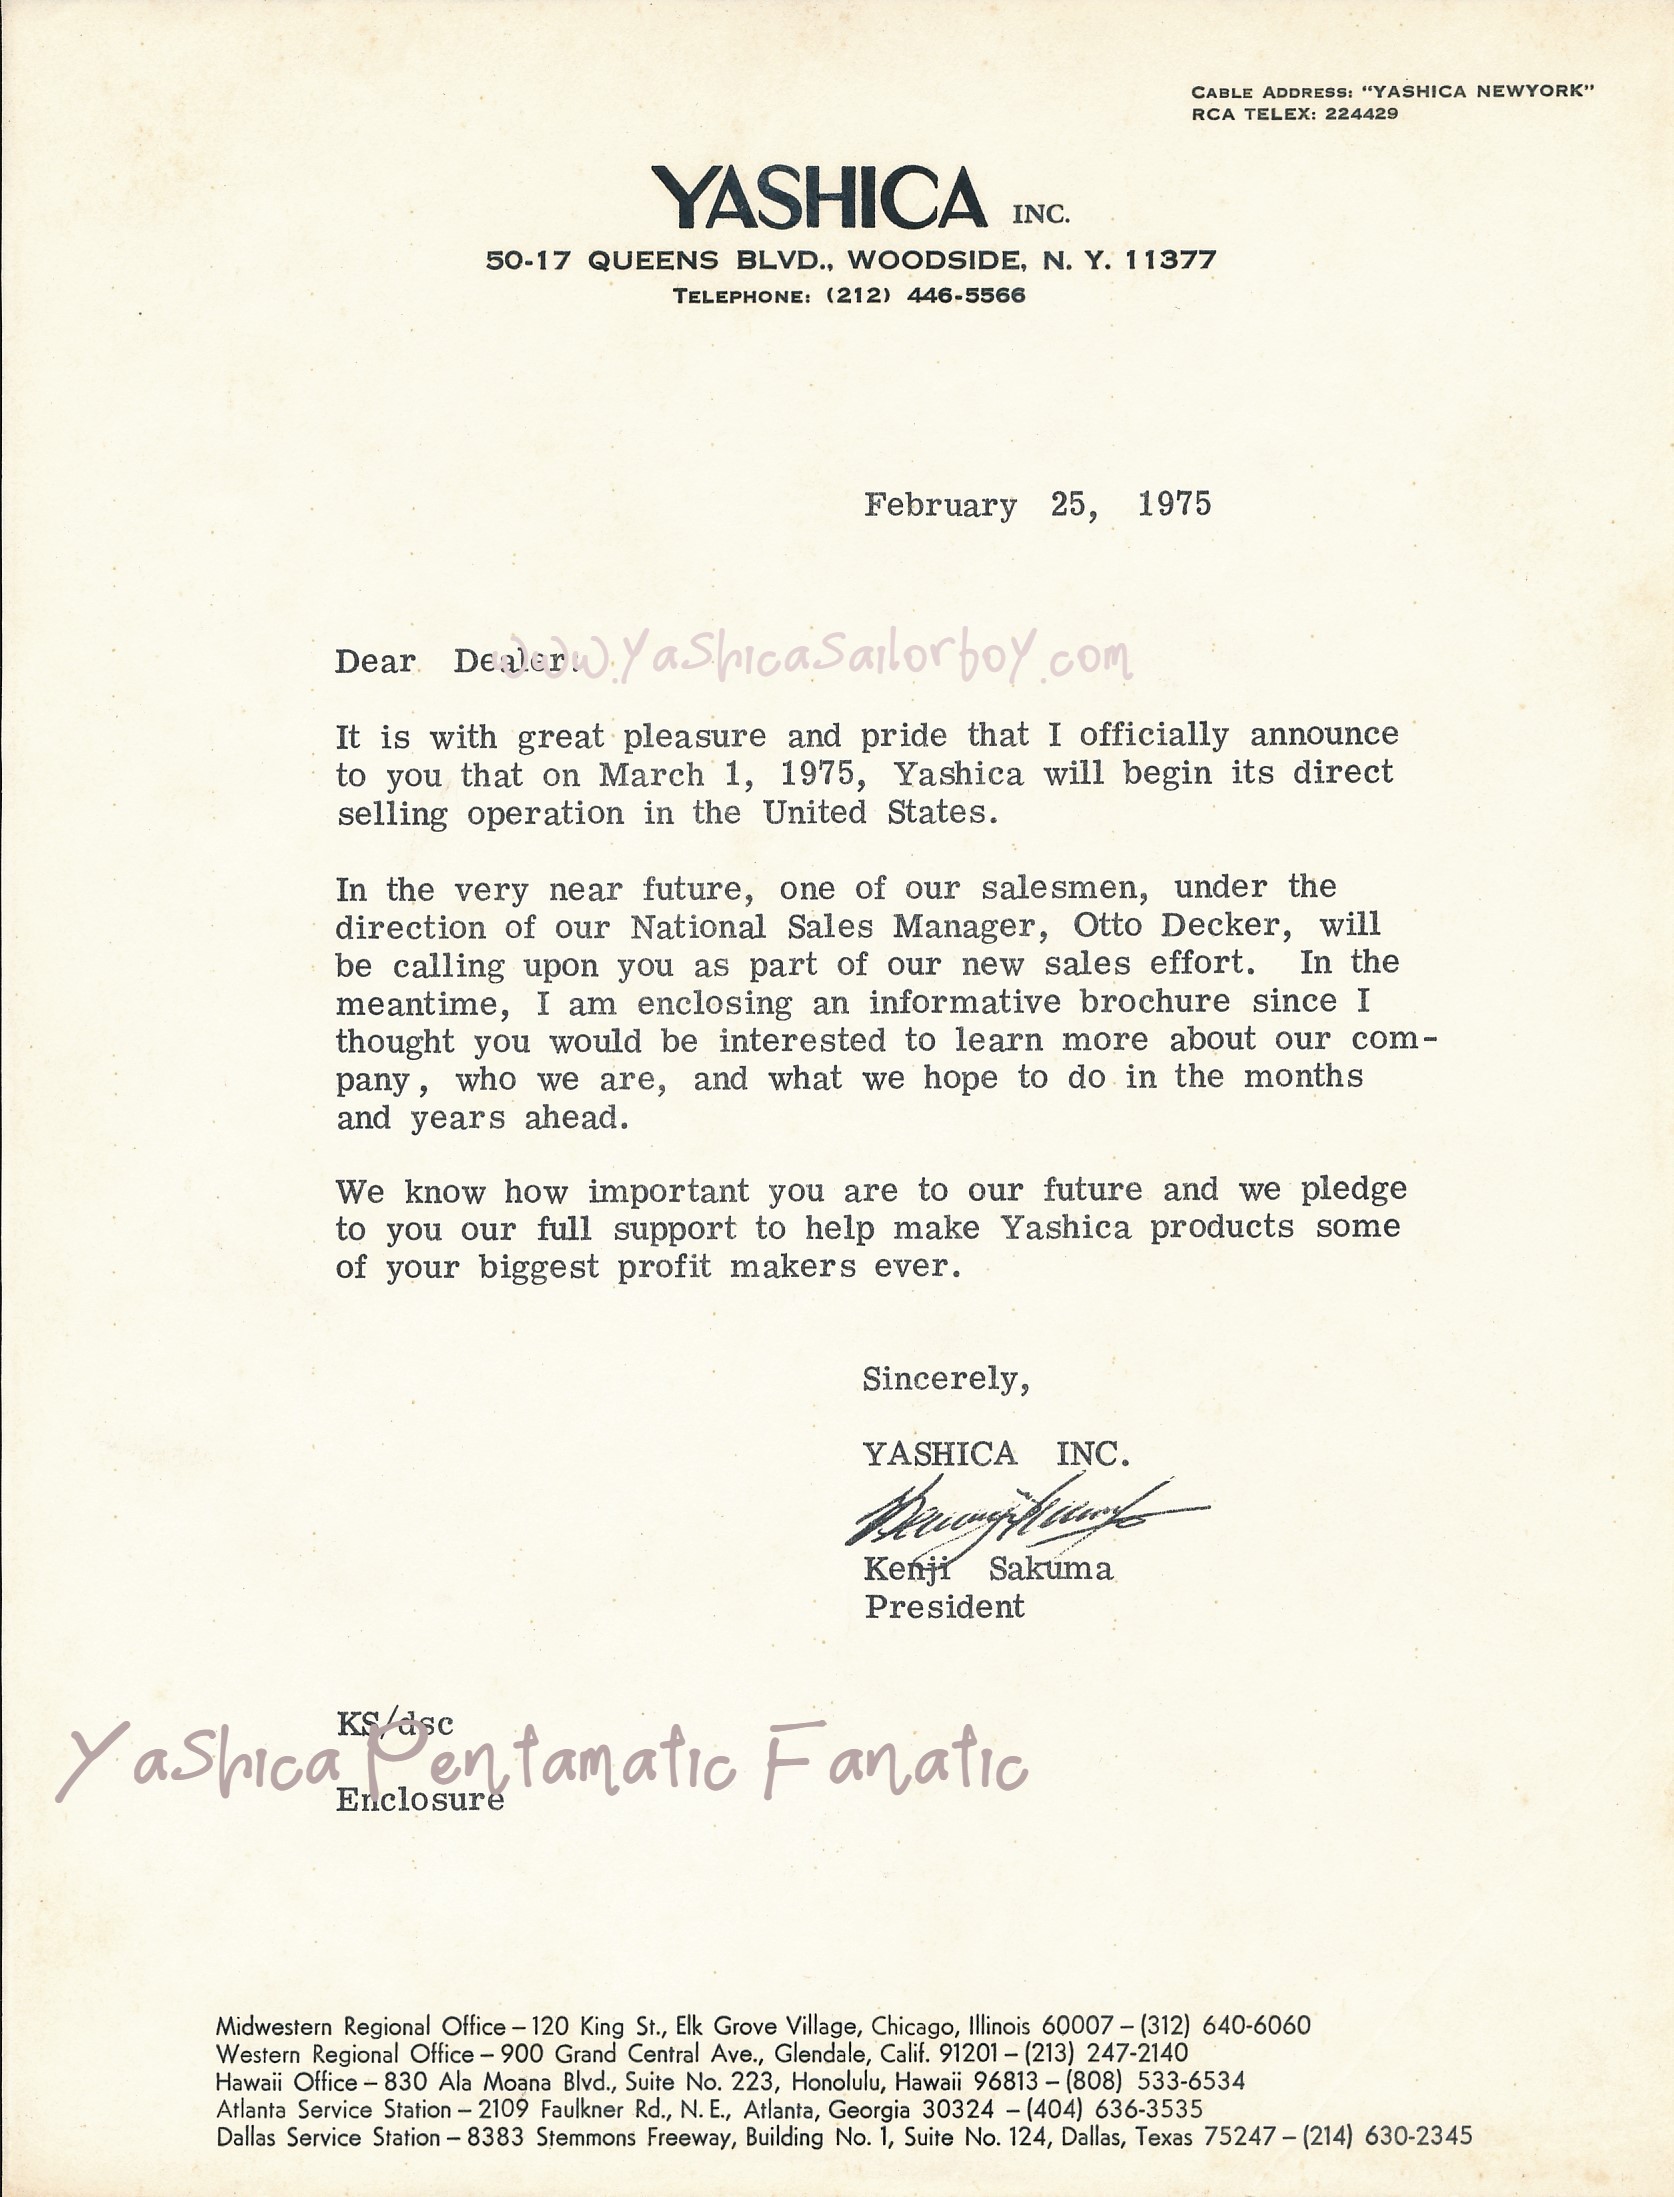 CABLE ADDRESS: "YASHICA NEWYORK"
RCA TELEX: 224429
YASHICA INC.
50-17 QUEENS BLVD., WOODSIDE, N. Y. 11377
TELEPHONE: (212) 446-5566
February 25, 1975
Dear Dealer:
www.YashicaSailorboy.com
It is with great pleasure and pride that I officially announce
to you that on March 1, 1975, Yashica will begin its direct
selling operation in the United States.
In the very near future, one of our salesmen, under the
direction of our National Sales Manager, Otto Decker, will
be calling upon you as part of our new sales effort. In the
meantime, I am enclosing an informative brochure since I
thought you would be interested to learn more about our com-
pany, who we are, and what we hope to do in the months
and years ahead.
We know how important you are to our future and we pledge
to you our full support to help make Yashica products some
of your biggest profit makers ever.
Sincerely,
YASHICA INC.
Kenji Sakuma
Kenji Sakuma
President
KS/dsc
Yashica Pentamatic Fanatic
Enclosure
Midwestern Regional Office – 120 King St., Elk Grove Village, Chicago, Illinois 60007 – (312) 640-6060
Western Regional Office – 900 Grand Central Ave., Glendale, Calif. 91201 – (213) 247-2140
Hawaii Office – 830 Ala Moana Blvd., Suite No. 223, Honolulu, Hawaii 96813 – (808) 533-6534
Atlanta Service Station – 2109 Faulkner Rd., N. E., Atlanta, Georgia 30324 – (404) 636-3535
Dallas Service Station – 8383 Stemmons Freeway, Building No. 1, Suite No. 124, Dallas, Texas 75247 – (214) 630-2345